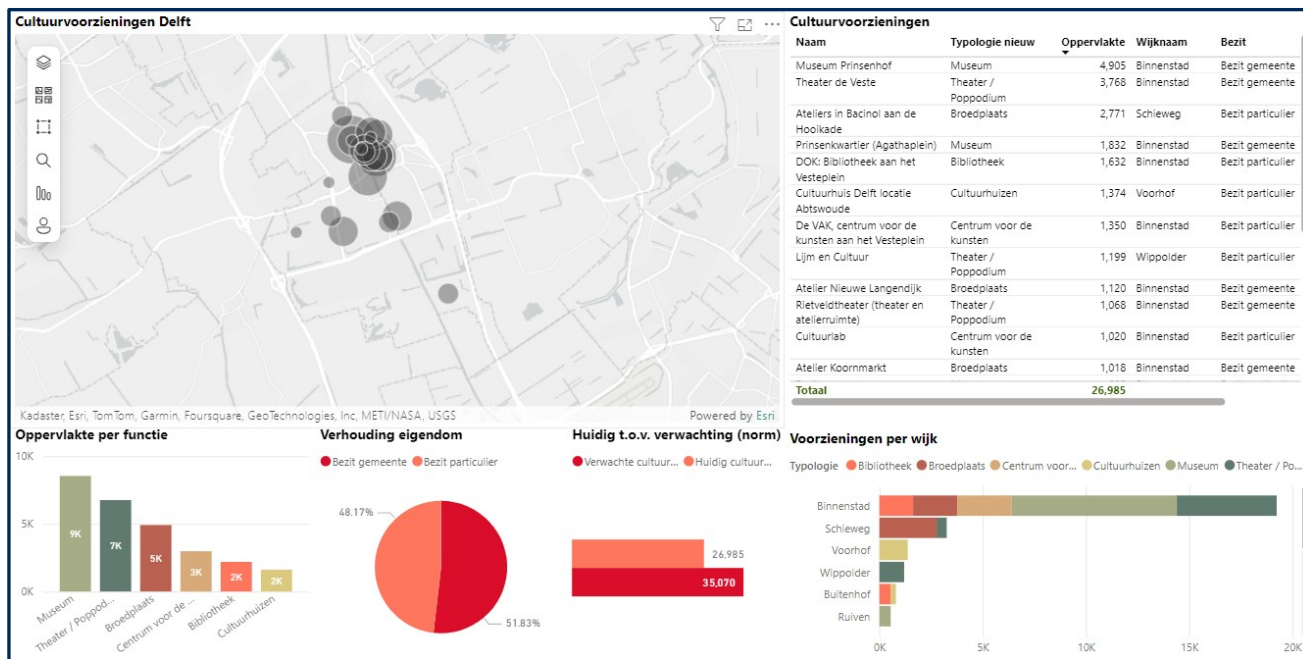 Cultuurvoorzieningen Delft
Kadaster, Esri, TomTom, Garmin, Foursquare, GeoTechnologies, Inc, METI/NASA, USGS
Powered by Esri
Cultuurvoorzieningen
Naam Typologie nieuw Oppervlakte Wijknaam Bezit
Museum Prinsenhof Museum 4,905 Binnenstad Bezit gemeente
Theater de Veste Theater / 3,768 Binnenstad Bezit gemeente
Poppodium
Ateliers in Bacinol aan de Broedplaats 2,771 Schieweg Bezit particulier
Hooikade
Prinsenkwartier (Agathaplein) Museum 1,832 Binnenstad Bezit gemeente
DOK: Bibliotheek aan het Bibliotheek 1,632 Binnenstad Bezit particulier
Vesteplein
Cultuurhuis Delft locatie Cultuurhuizen 1,374 Voorhof Bezit particulier
Abtswoude
De VAK, centrum voor de Centrum voor de 1,350 Binnenstad Bezit particulier
kunsten aan het Vesteplein kunsten
Lijm en Cultuur Theater / 1,199 Wippolder Bezit particulier
Poppodium
Atelier Nieuwe Langendijk Broedplaats 1,120 Binnenstad Bezit gemeente
Rietveldtheater (theater en Theater / 1,068 Binnenstad Bezit gemeente
atelierruimte) Poppodium
Cultuurlab Centrum voor de 1,020 Binnenstad Bezit particulier
kunsten
Atelier Koornmarkt Broedplaats 1,018 Binnenstad Bezit gemeente
Totaal 26,985
Oppervlakte per functie
10K
5K
0K
9K
7K
5K
3K
2K
2K
Museum
Theater / Poppod...
Broedplaats
Centrum voor de ...
Bibliotheek
Cultuurhuizen
Verhouding eigendom
Bezit gemeente Bezit particulier
48.17%
51.83%
Huidig t.o.v. verwachting (norm)
Verwachte cultuur... Huidig cultuur...
26,985
35,070
Voorzieningen per wijk
Typologie Bibliotheek Broedplaats Centrum voor... Cultuurhuizen Museum Theater / Po...
Binnenstad
Schieweg
Voorhof
Wippolder
Buitenhof
Ruiven
0K 5K 10K 15K 20K